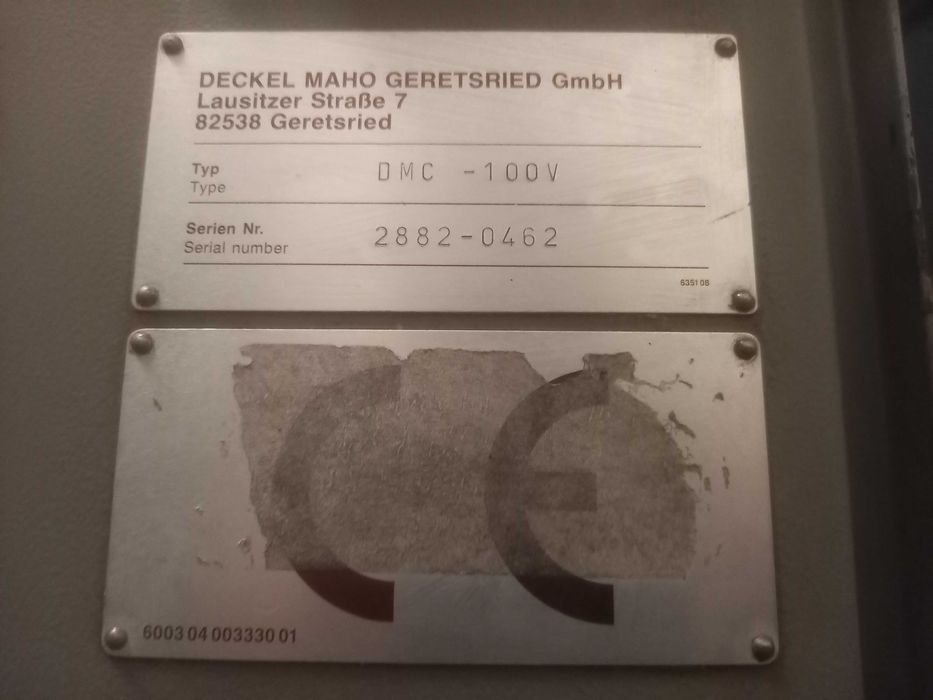 DECKEL MAHO GERETSRIED GmbH
Lausitzer Straße 7
82538 Geretsried
Typ
Type
DMC -100V
Serien Nr.
Serial number
2882-0462
635108
CE
6003 04 003330 01